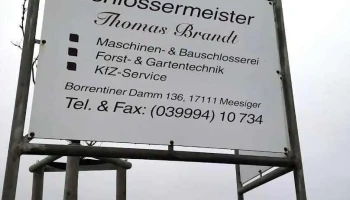 chlossermeister
Thomas Brandt
Maschinen- & Bauschlosserei
Forst- & Gartentechnik
KfZ-Service
Borrentiner Damm 136, 17111 Meesiger
Tel. & Fax: (039994) 10 734